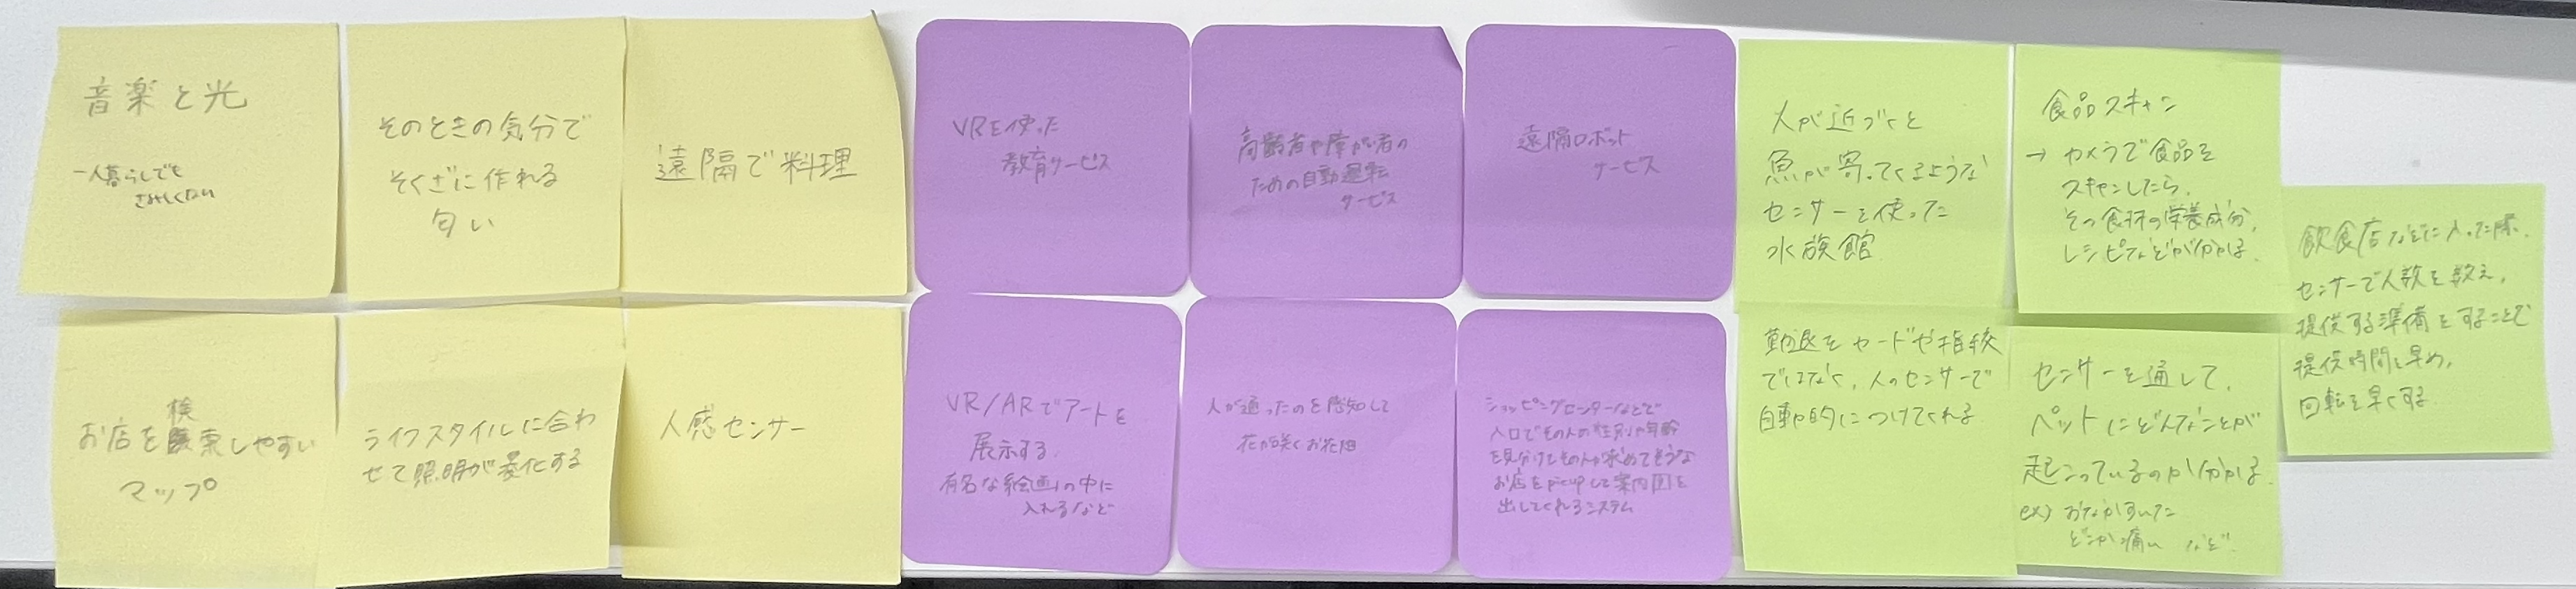 音楽と光
一人暮らしでも
さみしくない
そのときの気分で
そくざに作れる
匂い
遠隔で料理
VRを使った
教育サービス
高齢者や障がい者の
ための自動運転
サービス
遠隔ロボット
サービス
人が近づくと
魚が寄ってくるような
センサーを使った
水族館
食品スキャン
→ カメラで食品を
スキャンしたら、
その食材の栄養成分、
レシピなどが分かる。
飲食店などに入った際、
センサーで人数を数え、
提供する準備をすることで
提供時間を早め、
回転を早くする。
お店を検索しやすい
マップ
ライフスタイルに合わ
せて照明が変化する
人感センサー
VR/ARでアートを
展示する。
有名な絵画の中に
入れるなど
人が通ったのを感知して
花が咲くお花畑
ショッピングセンターなどで
入口でその人の性別や年齢
を見分けその人が求めてそうな
お店をpickupして案内図を
出してくれるシステム
勤退をカードや指紋
ではなく、人のセンサーで
自動的につけてくれる
センサーを通して、
ペットにどんなことが
起こっているのか分かる。
ex) おなかすいた
どこか痛い など